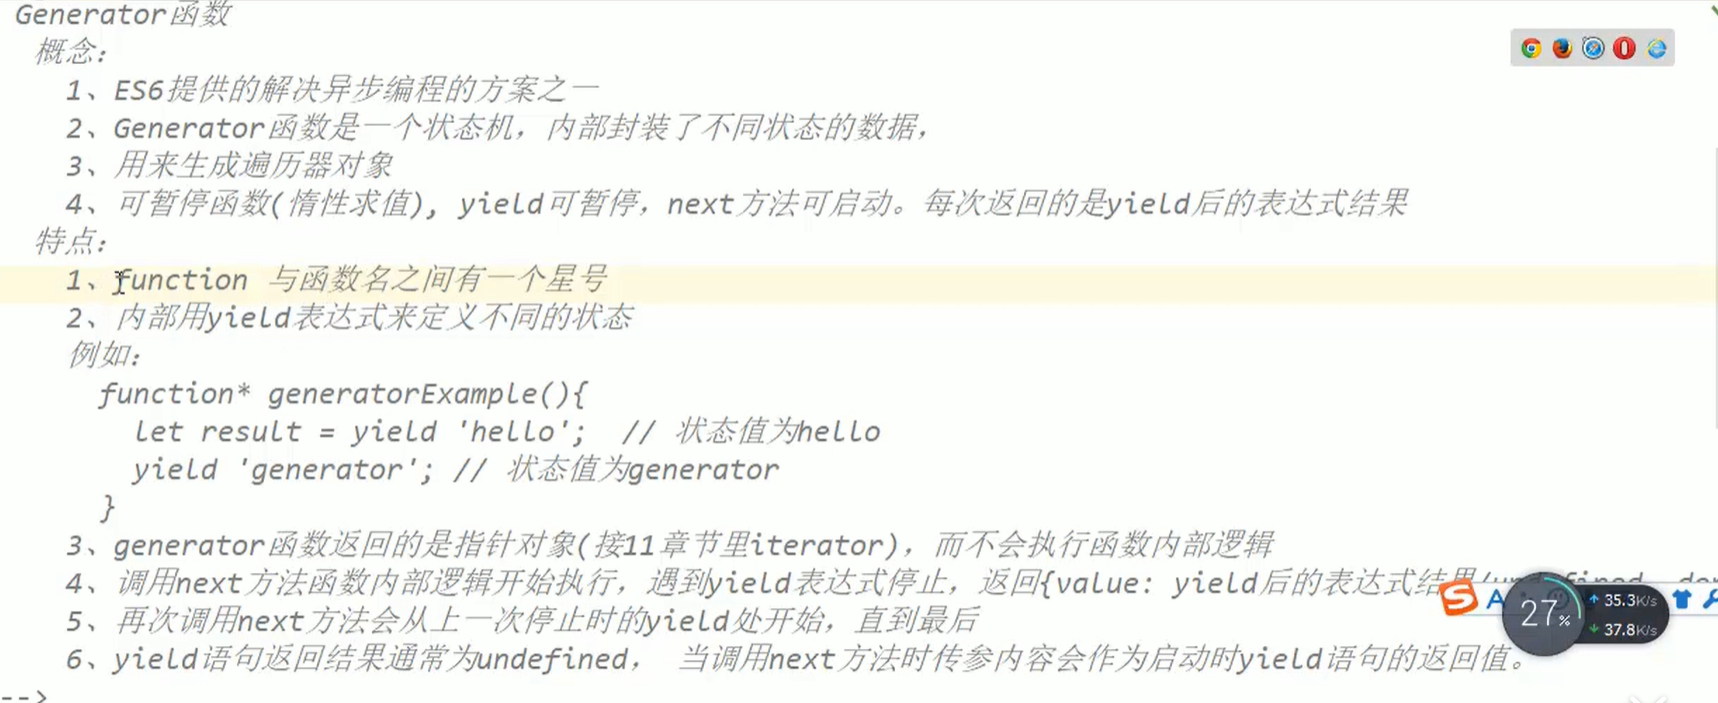 Generator函数
概念:
1、ES6提供的解决异步编程的方案之一
2、Generator函数是一个状态机，内部封装了不同状态的数据，
3、用来生成遍历器对象
4、可暂停函数(惰性求值), yield可暂停，next方法可启动。每次返回的是yield后的表达式结果
特点:
1、function 与函数名之间有一个星号
2、内部用yield表达式来定义不同的状态
例如:
function* generatorExample(){
let result = yield 'hello';  // 状态值为hello
yield 'generator'; // 状态值为generator
}
3、generator函数返回的是指针对象(接11章节里iterator)，而不会执行函数内部逻辑
4、调用next方法函数内部逻辑开始执行，遇到yield表达式停止，返回{value: yield后的表达式结果
5、再次调用next方法会从上一次停止时的yield处开始，直到最后
6、yield语句返回结果通常为undefined， 当调用next方法时传参内容会作为启动时yield语句的返回值。
-->
27%
35.3K/s
37.8K/s